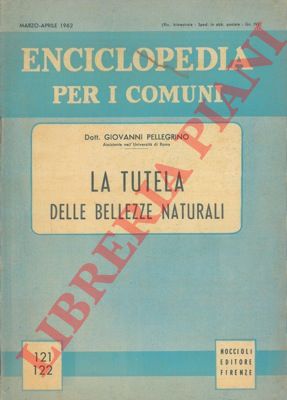 MARZO-APRILE 1962
ENCICLOPEDIA
PER I COMUNI
Dott. GIOVANNI PELLEGRINO
Assistente nell'Università di Roma
LA TUTELA
DELLE BELLEZZE NATURALI
LIBRERIA PIANI
121
122
NOCCIOLI
EDITORE
FIRENZE